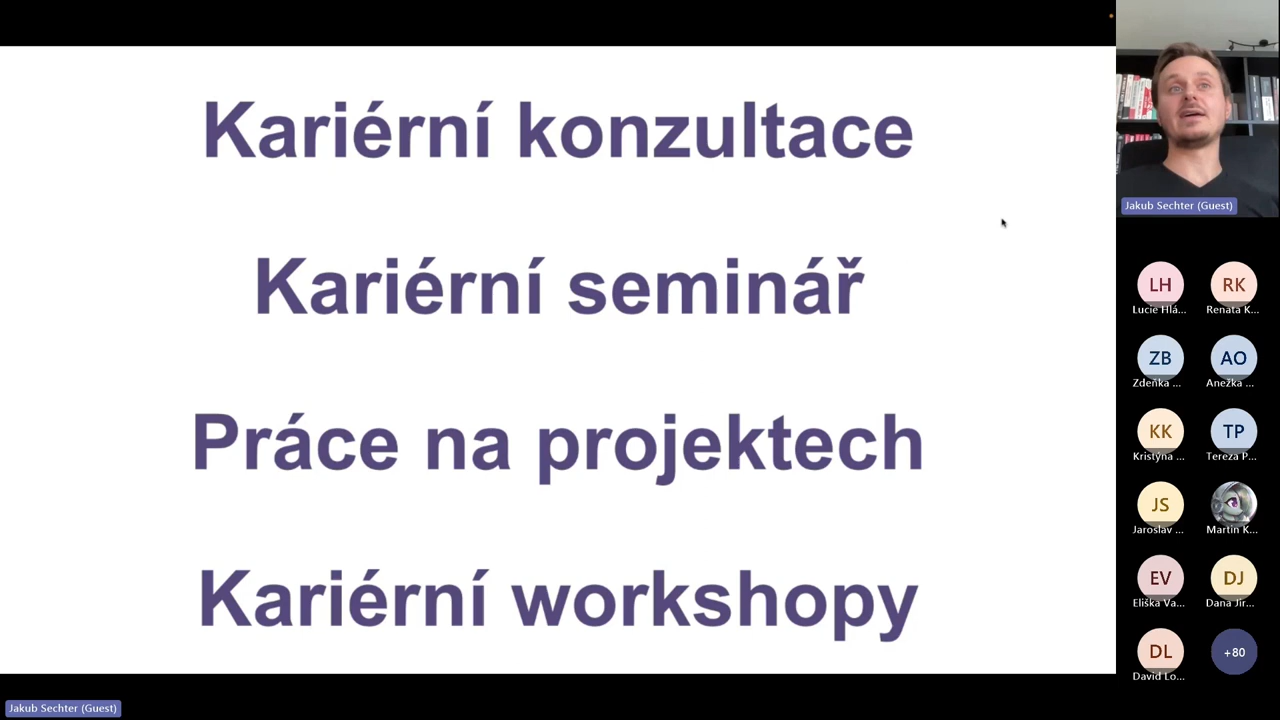 Kariérní konzultace
Kariérní seminář
Práce na projektech
Kariérní workshopy
Jakub Sechter (Guest)
LH
Lucie Hlá...
RK
Renata K...
ZB
Zdeňka ...
AO
Anežka ...
KK
Kristýna ...
TP
Tereza P...
JS
Jaroslav ...
Martin K...
EV
Eliška Va...
DJ
Dana Jír...
DL
David Lo...
+80
Jakub Sechter (Guest)